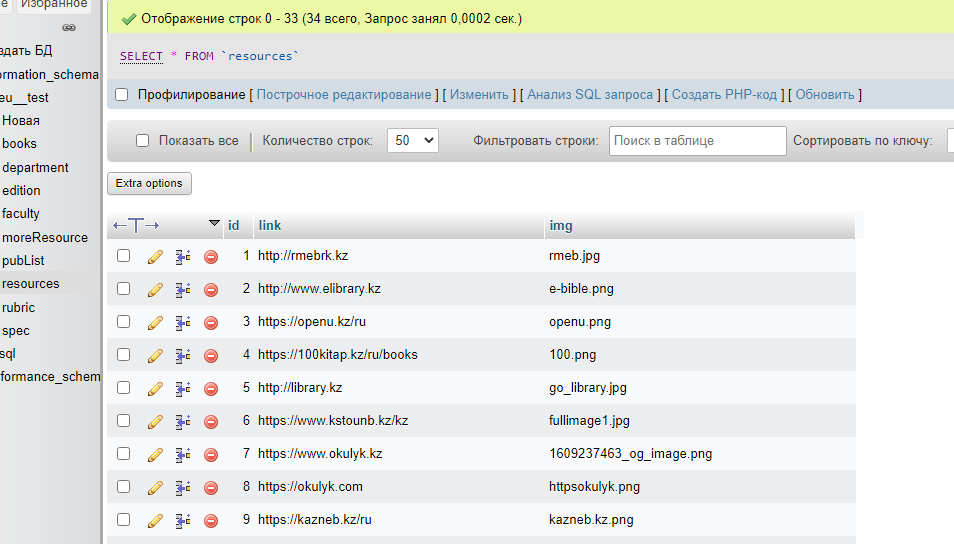 Избранное
Отображение строк 0 - 33 (34 всего, Запрос занял 0,0002 сек.)
SELECT * FROM `resources`
Профилирование [ Построчное редактирование ] [ Изменить ] [ Анализ SQL запроса ] [ Создать PHP-код ] [ Обновить ]
Показать все Количество строк: 50 Фильтровать строки: Поиск в таблице Сортировать по ключу:
Extra options
здать БД
ormation_schema
eu__test
Новая
books
department
edition
faculty
moreResource
pubList
resources
rubric
spec
sql
formance_schem
id link img
1 http://rmebrk.kz rmeb.jpg
2 http://www.elibrary.kz e-bible.png
3 https://openu.kz/ru openu.png
4 https://100kitap.kz/ru/books 100.png
5 http://library.kz go_library.jpg
6 https://www.kstounb.kz/kz fullimage1.jpg
7 https://www.okulyk.kz 1609237463_og_image.png
8 https://okulyk.com httpsokulyk.png
9 https://kazneb.kz/ru kazneb.kz.png